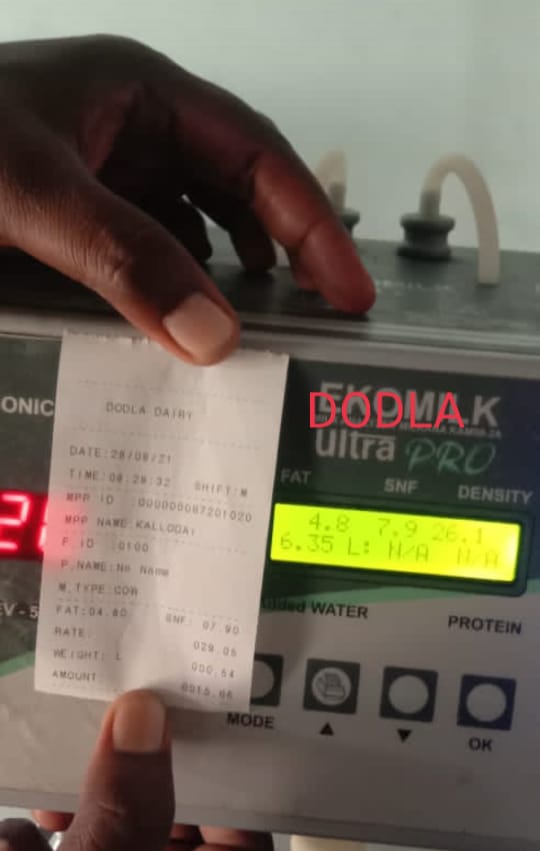 DODLA DAIRY
DATE:28/08/21
TIME:08:28:32 SHIFT:M
MPP ID :000000087201020
MPP NAME:KALLODAI
F.ID :0100
P.NAME:No Name
M.TYPE:COW
FAT:04.80 SNF: 07.90
RATE: 029.05
WEIGHT: L 000.54
AMOUNT 0015.66
ONIC
EKOMILK
DODLA
Ultra PRO
FAT SNF DENSITY
4.8 7.9 26.1
6.35 L: N/A N/A
dded WATER PROTEIN
EV - 5
MODE ▲ ▼ OK